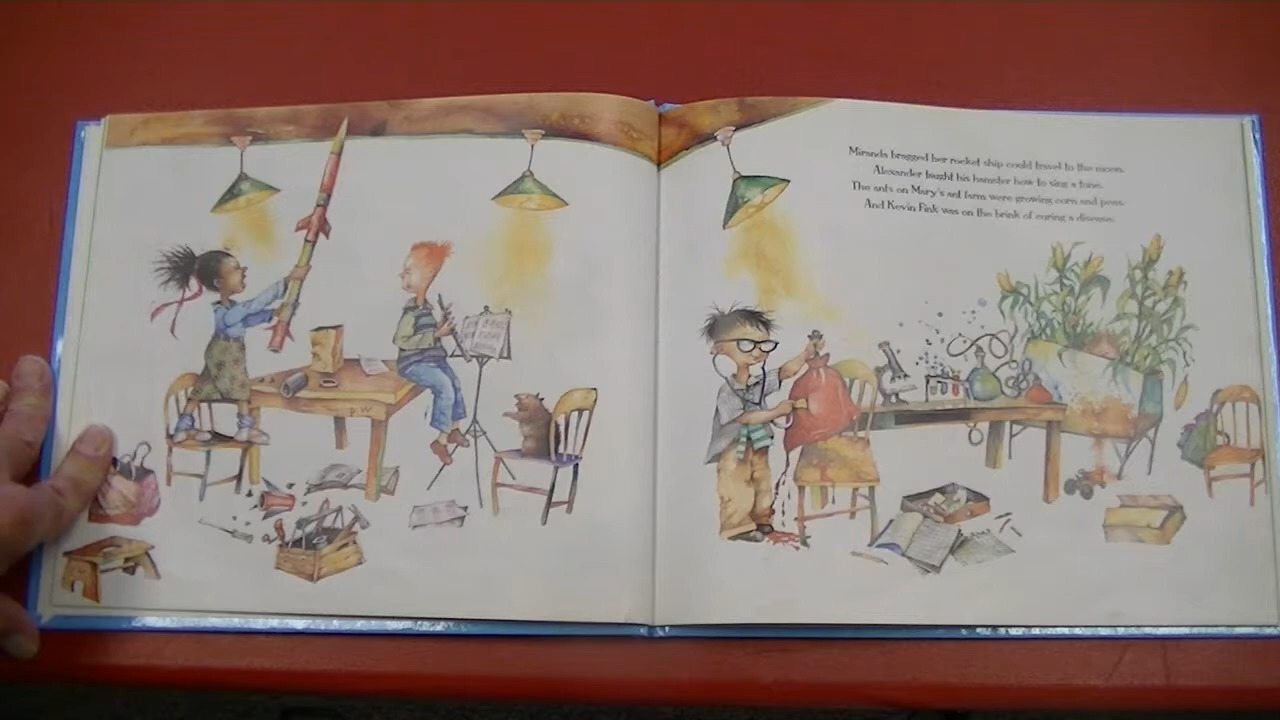 Miranda bragged her rocket ship could travel to the moon.
Alexander taught his hamster how to sing a tune.
The ants on Mary's ant farm were growing corn and peas.
And Kevin Fink was on the brink of curing a disease.